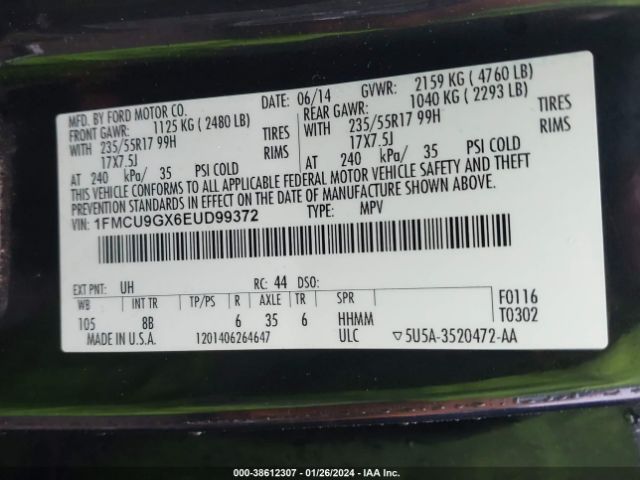 MFD. BY FORD MOTOR CO. DATE: 06/14 GVWR: 2159 KG ( 4760 LB)
FRONT GAWR: 1125 KG ( 2480 LB) REAR GAWR: 1040 KG ( 2293 LB)
WITH 235/55R17 99H TIRES WITH 235/55R17 99H TIRES
17X7.5J RIMS 17X7.5J RIMS
AT 240 kPa/ 35 PSI COLD AT 240 kPa/ 35 PSI COLD
THIS VEHICLE CONFORMS TO ALL APPLICABLE FEDERAL MOTOR VEHICLE SAFETY AND THEFT
PREVENTION STANDARDS IN EFFECT ON THE DATE OF MANUFACTURE SHOWN ABOVE.
VIN: 1FMCU9GX6EUD99372 TYPE: MPV
EXT PNT: UH RC: 44 DSO:
WB INT TR TP/PS R AXLE TR SPR F0116
105 8B 6 35 6 HHMM T0302
MADE IN U.S.A. 1201406264647 ULC 5U5A-3520472-AA
000-38612307 - 01/26/2024 - IAA Inc.